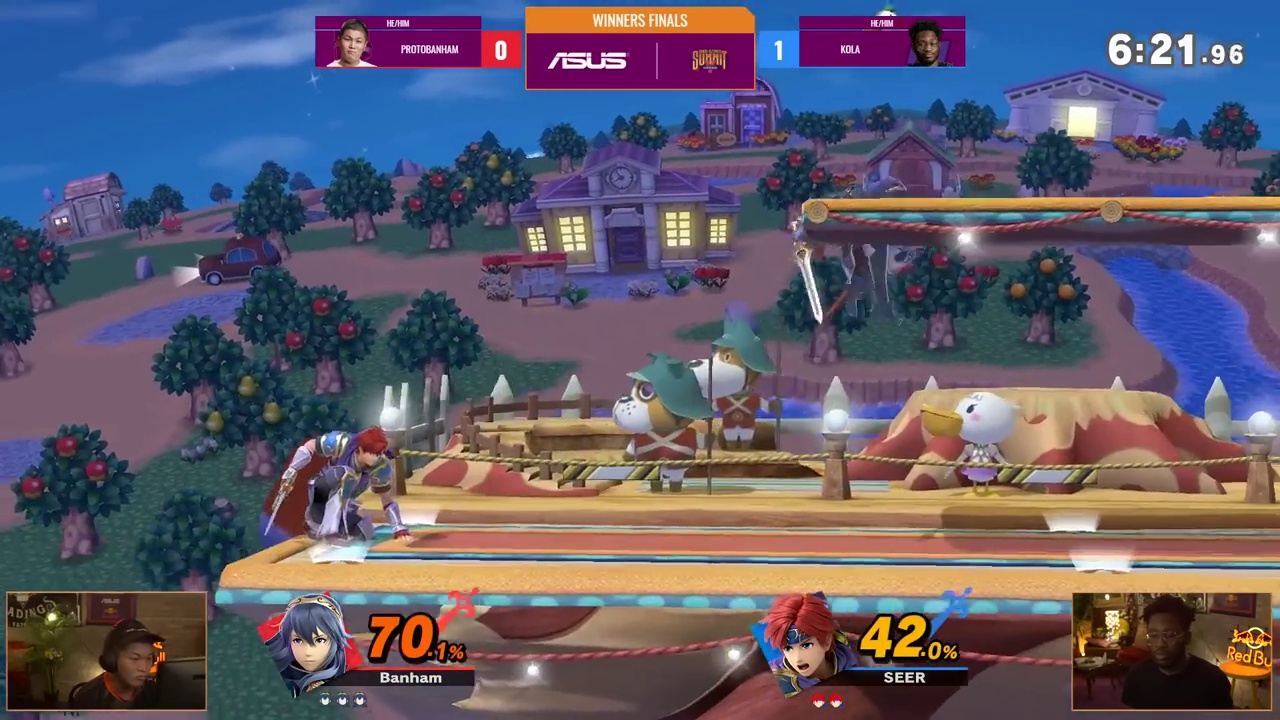 HE/HIM
PROTOBANHAM
0
WINNERS FINALS
ASUS
SUMMIT
1
HE/HIM
KOLA
6:21.96
70.1%
Banham
42.0%
SEER
Red Bu